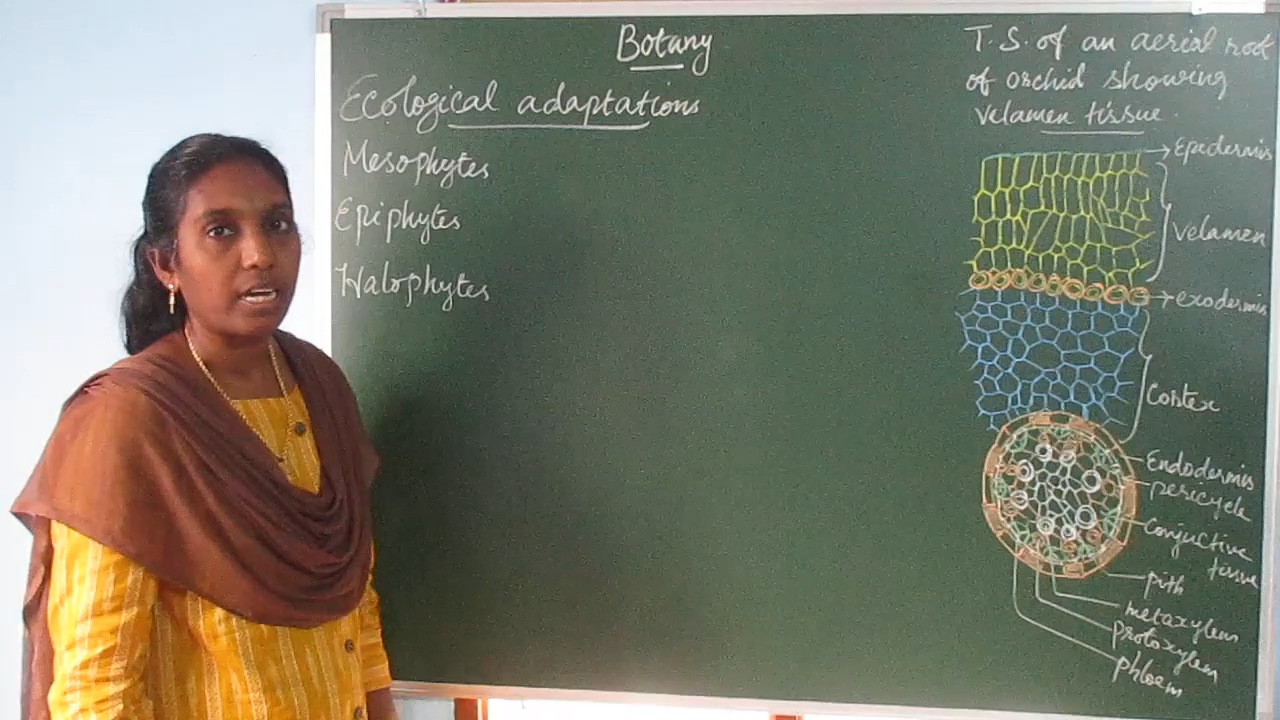 Botany
Ecological adaptations
Mesophytes
Epiphytes
Halophytes
T.S. of an aerial root
of orchid showing
velamen tissue.
Epidermis
velamen
exodermis
Cortex
Endodermis
pericycle
Conjuctive
tissue
pith
metaxylem
protoxylem
phloem